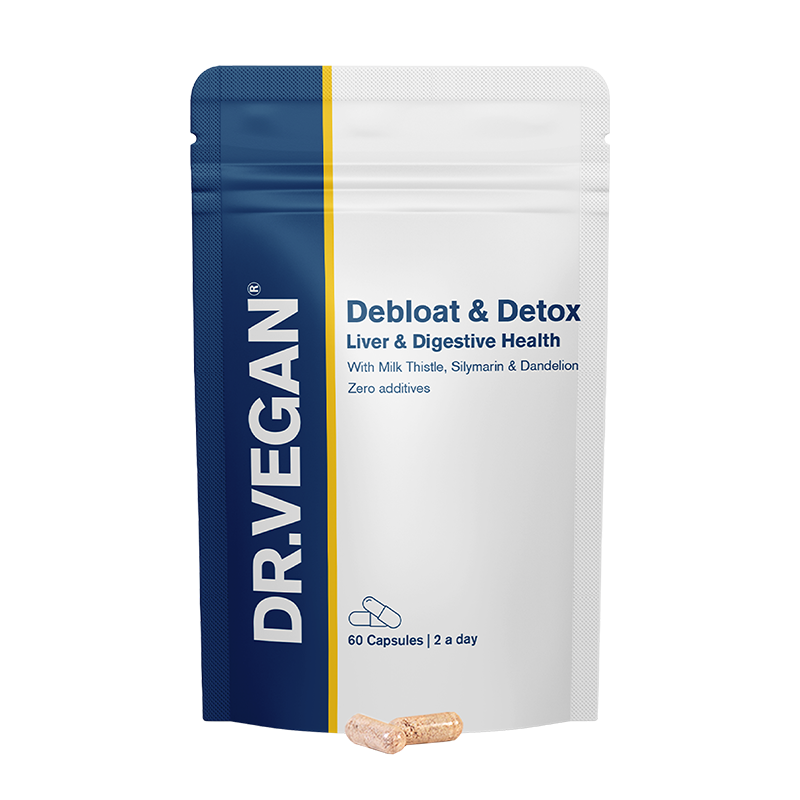 DR.VEGAN®
Debloat & Detox
Liver & Digestive Health
With Milk Thistle, Silymarin & Dandelion
Zero additives
60 Capsules | 2 a day